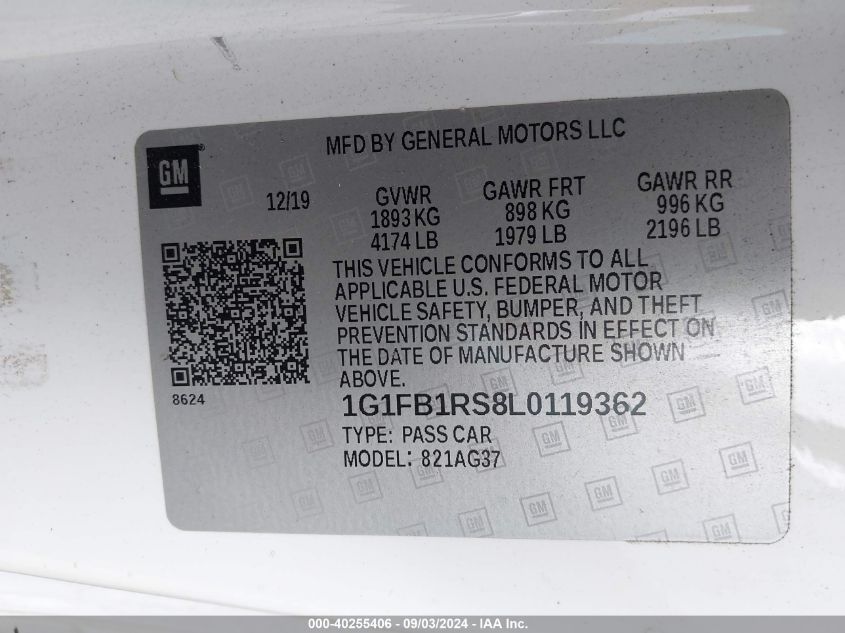 MFD BY GENERAL MOTORS LLC
GM
12/19
GVWR
1893 KG
4174 LB
GAWR FRT
898 KG
1979 LB
GAWR RR
996 KG
2196 LB
THIS VEHICLE CONFORMS TO ALL
APPLICABLE U.S. FEDERAL MOTOR
VEHICLE SAFETY, BUMPER, AND THEFT
PREVENTION STANDARDS IN EFFECT ON
THE DATE OF MANUFACTURE SHOWN
ABOVE.
8624
1G1FB1RS8L0119362
TYPE: PASS CAR
MODEL: 821AG37
000-40255406 - 09/03/2024 - IAA Inc.